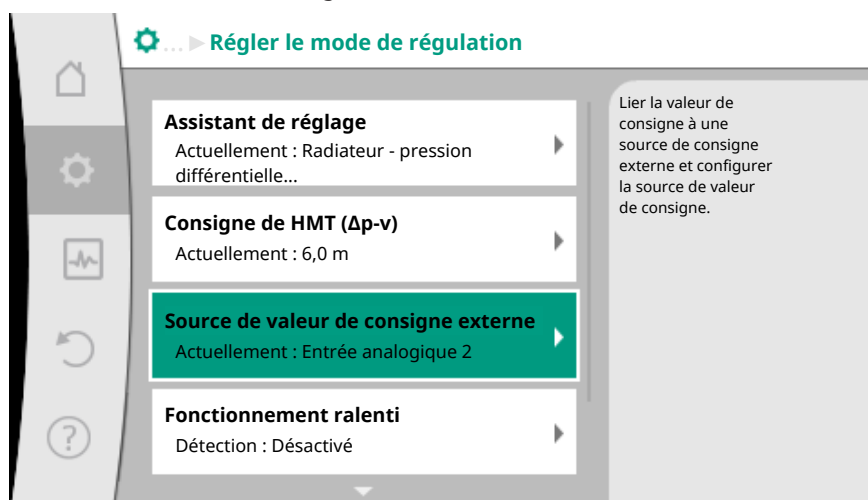 ... Régler le mode de régulation
Assistant de réglage
Actuellement : Radiateur - pression
différentielle...
Consigne de HMT (Δp-v)
Actuellement : 6,0 m
Source de valeur de consigne externe
Actuellement : Entrée analogique 2
Fonctionnement ralenti
Détection : Désactivé
Lier la valeur de
consigne à une
source de consigne
externe et configurer
la source de valeur
de consigne.
?